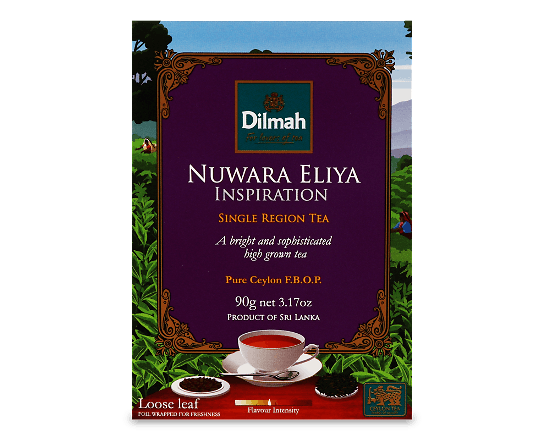 Dilmah
NUWARA ELIYA
INSPIRATION
SINGLE REGION TEA
A bright and sophisticated
high grown tea
Pure Ceylon F.B.O.P.
90g net 3.17oz
PRODUCT OF SRI LANKA
Loose leaf
FOIL WRAPPED FOR FRESHNESS
Flavour Intensity